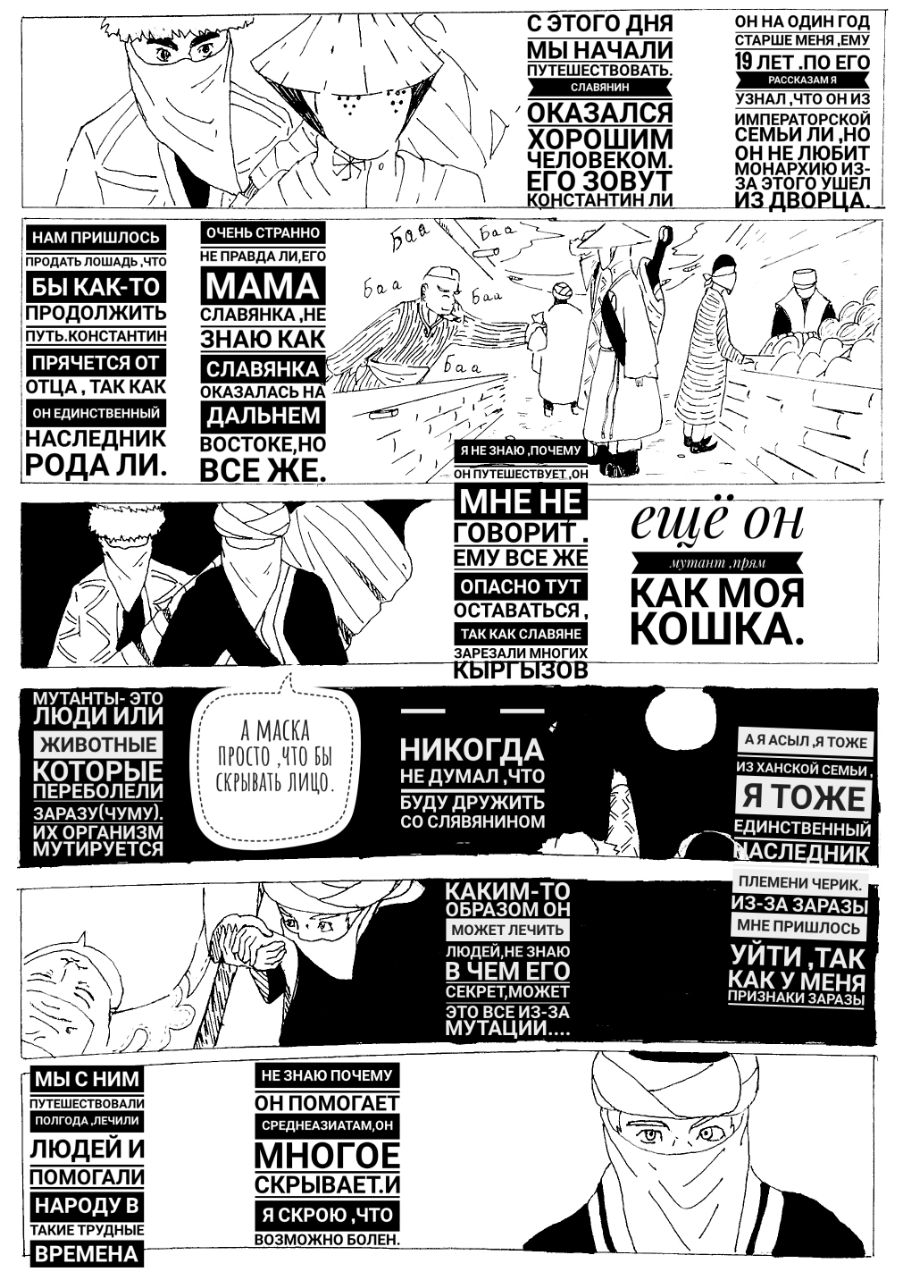 С ЭТОГО ДНЯ
МЫ НАЧАЛИ
ПУТЕШЕСТВОВАТЬ.
СЛАВЯНИН
ОКАЗАЛСЯ
ХОРОШИМ
ЧЕЛОВЕКОМ.
ЕГО ЗОВУТ
КОНСТАНТИН ЛИ
ОН НА ОДИН ГОД
СТАРШЕ МЕНЯ ,ЕМУ
19 ЛЕТ .ПО ЕГО
РАССКАЗАМ Я
УЗНАЛ ,ЧТО ОН ИЗ
ИМПЕРАТОРСКОЙ
СЕМЬИ ЛИ ,НО
ОН НЕ ЛЮБИТ
МОНАРХИЮ ИЗ-
ЗА ЭТОГО УШЕЛ
ИЗ ДВОРЦА.
НАМ ПРИШЛОСЬ
ПРОДАТЬ ЛОШАДЬ ,ЧТО
БЫ КАК-ТО
ПРОДОЛЖИТЬ
ПУТЬ.КОНСТАНТИН
ПРЯЧЕТСЯ ОТ
ОТЦА , ТАК КАК
ОН ЕДИНСТВЕННЫЙ
НАСЛЕДНИК
РОДА ЛИ.
ОЧЕНЬ СТРАННО
НЕ ПРАВДА ЛИ,ЕГО
МАМА
СЛАВЯНКА ,НЕ
ЗНАЮ КАК
СЛАВЯНКА
ОКАЗАЛАСЬ НА
ДАЛЬНЕМ
ВОСТОКЕ,НО
ВСЕ ЖЕ.
Баа
Баа
Баа
Баа
Баа
Я НЕ ЗНАЮ ,ПОЧЕМУ
ОН ПУТЕШЕСТВУЕТ ,ОН
МНЕ НЕ
ГОВОРИТ .
ЕМУ ВСЕ ЖЕ
ОПАСНО ТУТ
ОСТАВАТЬСЯ ,
ТАК КАК СЛАВЯНЕ
ЗАРЕЗАЛИ МНОГИХ
КЫРГЫЗОВ
ещё он
мутант ,прям
КАК МОЯ
КОШКА.
МУТАНТЫ- ЭТО
ЛЮДИ ИЛИ
ЖИВОТНЫЕ
КОТОРЫЕ
ПЕРЕБОЛЕЛИ
ЗАРАЗУ(ЧУМУ).
ИХ ОРГАНИЗМ
МУТИРУЕТСЯ
А МАСКА
ПРОСТО ,ЧТО БЫ
СКРЫВАТЬ ЛИЦО.
НИКОГДА
НЕ ДУМАЛ ,ЧТО
БУДУ ДРУЖИТЬ
СО СЛЯВЯНИНОМ
А Я АСЫЛ ,Я ТОЖЕ
ИЗ ХАНСКОЙ СЕМЬИ ,
Я ТОЖЕ
ЕДИНСТВЕННЫЙ
НАСЛЕДНИК
ПЛЕМЕНИ ЧЕРИК.
ИЗ-ЗА ЗАРАЗЫ
МНЕ ПРИШЛОСЬ
УЙТИ ,ТАК
КАК У МЕНЯ
ПРИЗНАКИ ЗАРАЗЫ
КАКИМ-ТО
ОБРАЗОМ ОН
МОЖЕТ ЛЕЧИТЬ
ЛЮДЕЙ,НЕ ЗНАЮ
В ЧЕМ ЕГО
СЕКРЕТ,МОЖЕТ
ЭТО ВСЕ ИЗ-ЗА
МУТАЦИИ....
МЫ С НИМ
ПУТЕШЕСТВОВАЛИ
ПОЛГОДА ,ЛЕЧИЛИ
ЛЮДЕЙ И
ПОМОГАЛИ
НАРОДУ В
ТАКИЕ ТРУДНЫЕ
ВРЕМЕНА
НЕ ЗНАЮ ПОЧЕМУ
ОН ПОМОГАЕТ
СРЕДНЕАЗИАТАМ,ОН
МНОГОЕ
СКРЫВАЕТ.И
Я СКРОЮ ,ЧТО
ВОЗМОЖНО БОЛЕН.